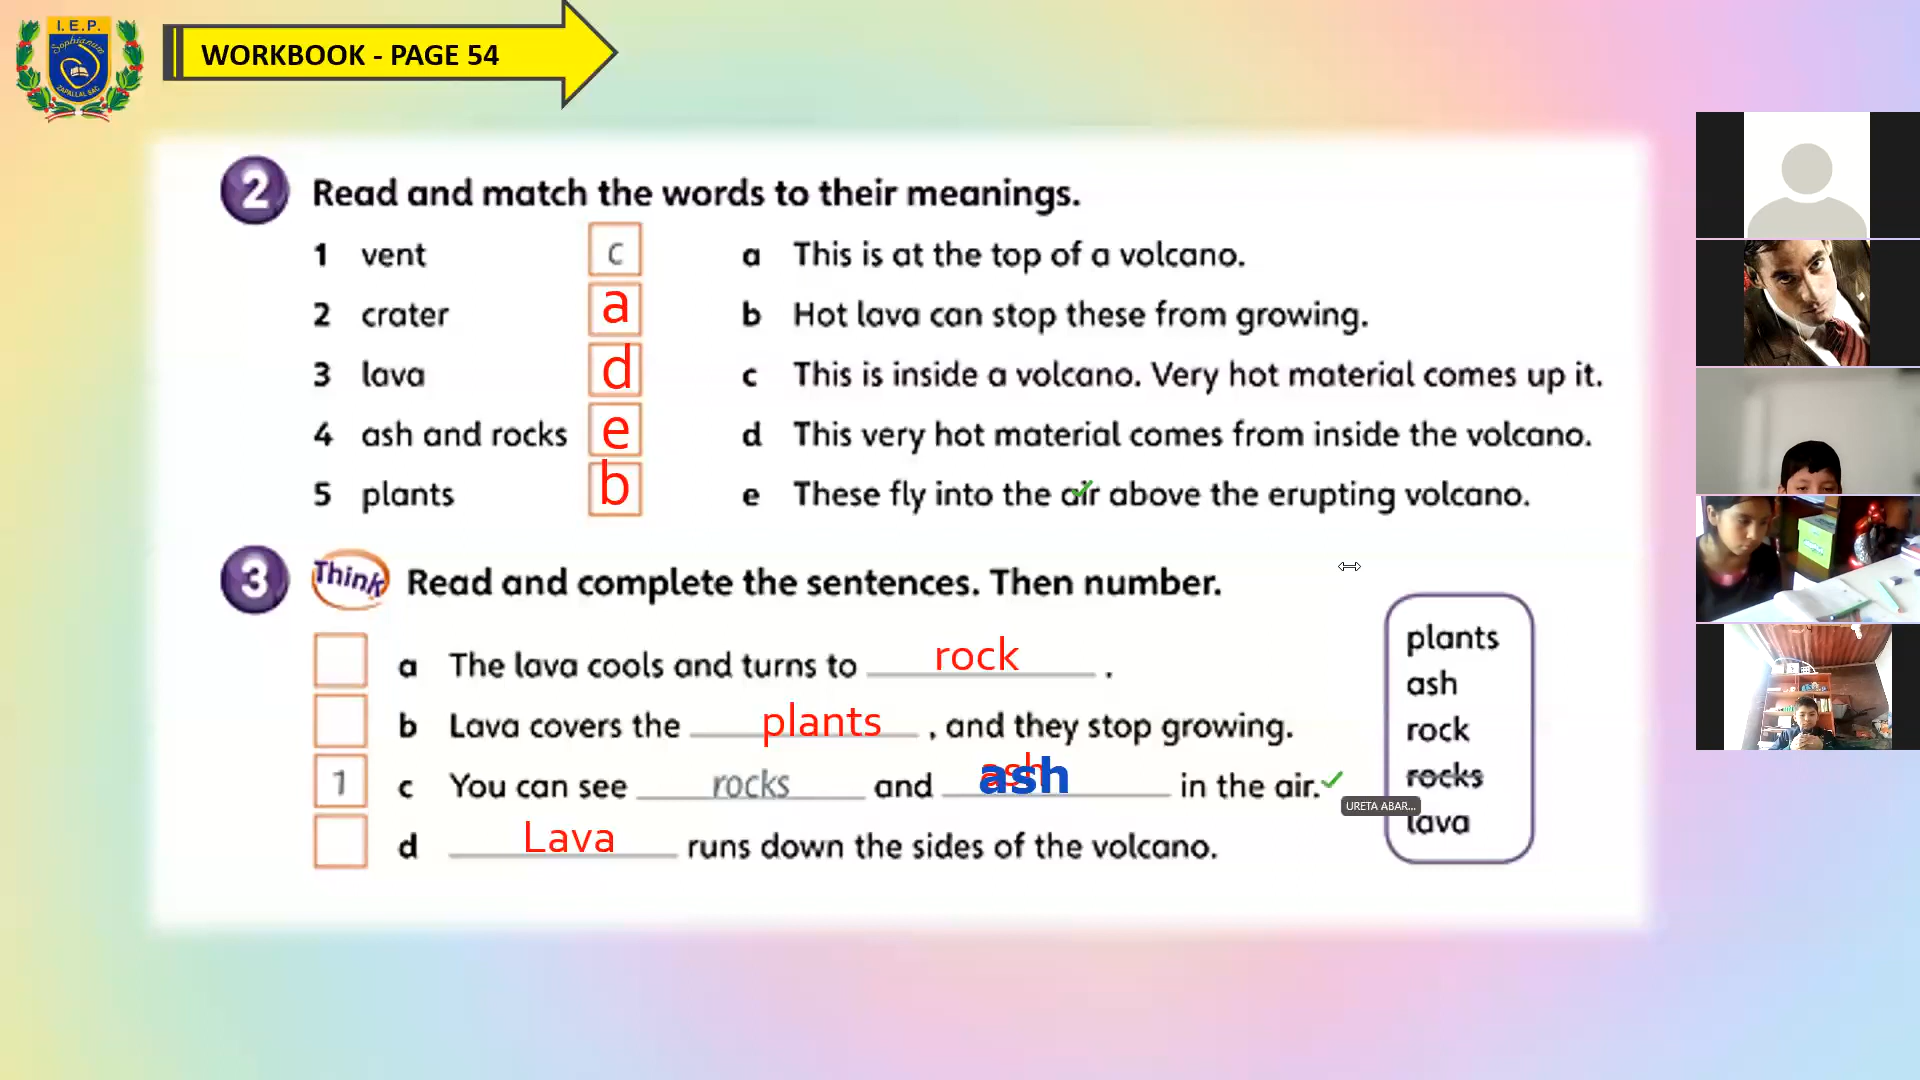 I.E.P.
Sophianum
ZAPALLAL SAC
WORKBOOK - PAGE 54
2 Read and match the words to their meanings.
1 vent c a This is at the top of a volcano.
2 crater a b Hot lava can stop these from growing.
3 lava d c This is inside a volcano. Very hot material comes up it.
4 ash and rocks e d This very hot material comes from inside the volcano.
5 plants b e These fly into the air above the erupting volcano.
3 Think Read and complete the sentences. Then number.
a The lava cools and turns to rock .
b Lava covers the plants , and they stop growing.
1 c You can see rocks and ash ash in the air.
d Lava runs down the sides of the volcano.
plants
ash
rock
rocks
URETA ABAR...
lava